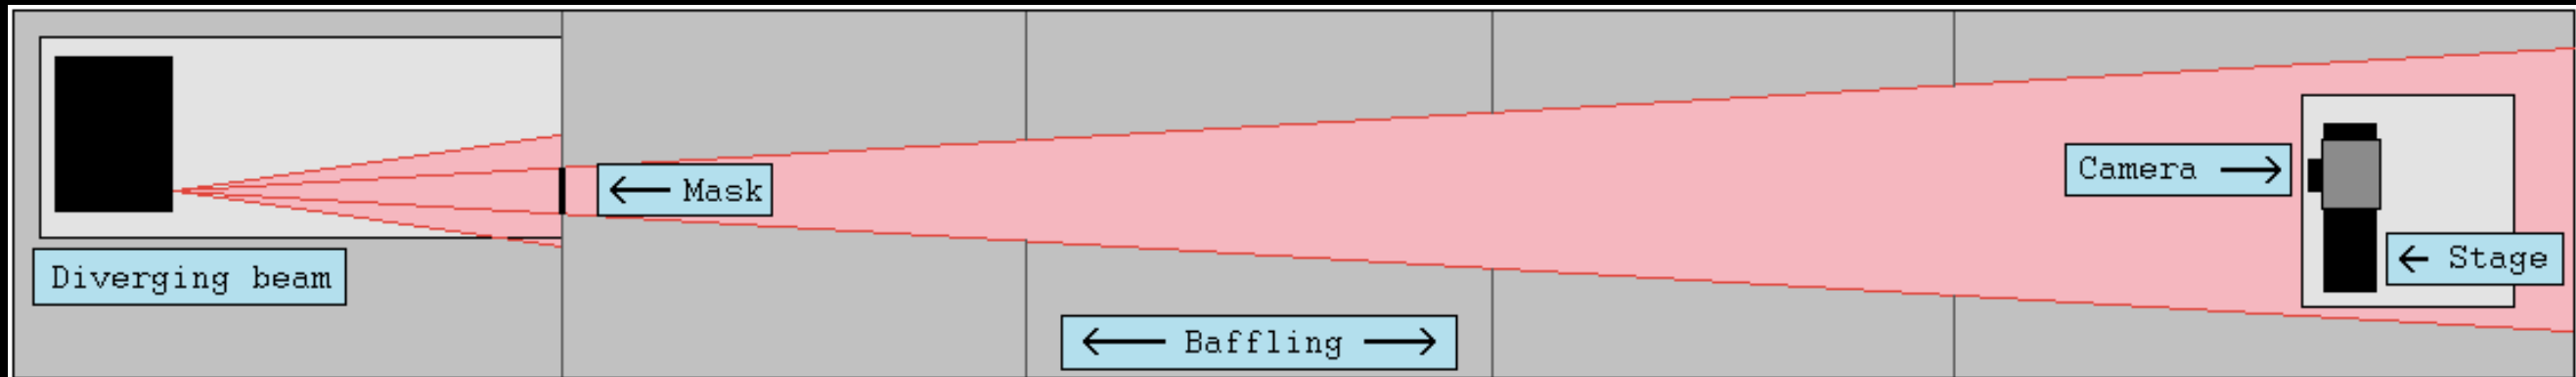 Diverging beam
← Mask
← Baffling →
Camera →
← Stage